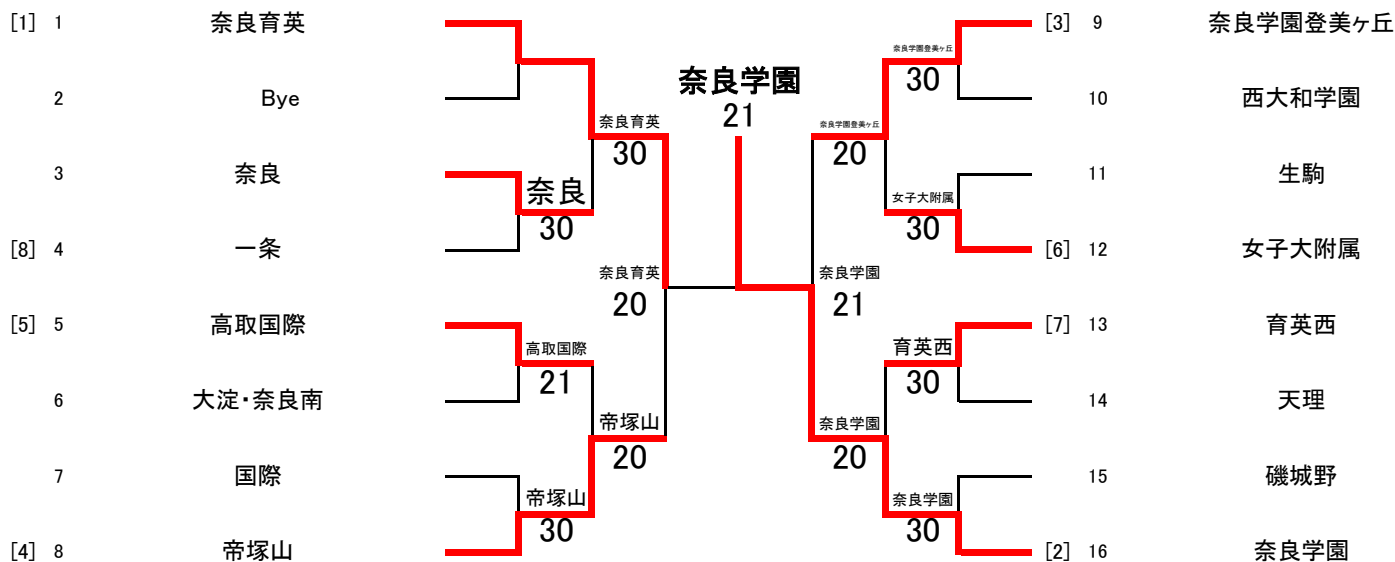 [1] 1 奈良育英
2 Bye
3 奈良
[8] 4 一条
[5] 5 高取国際
6 大淀・奈良南
7 国際
[4] 8 帝塚山
奈良
30
高取国際
21
帝塚山
30
奈良育英
30
帝塚山
20
奈良育英
20
奈良学園
21
奈良学園
21
奈良学園登美ヶ丘
20
奈良学園
20
奈良学園登美ヶ丘
30
女子大附属
30
育英西
30
奈良学園
30
[3] 9 奈良学園登美ヶ丘
10 西大和学園
11 生駒
[6] 12 女子大附属
[7] 13 育英西
14 天理
15 磯城野
[2] 16 奈良学園